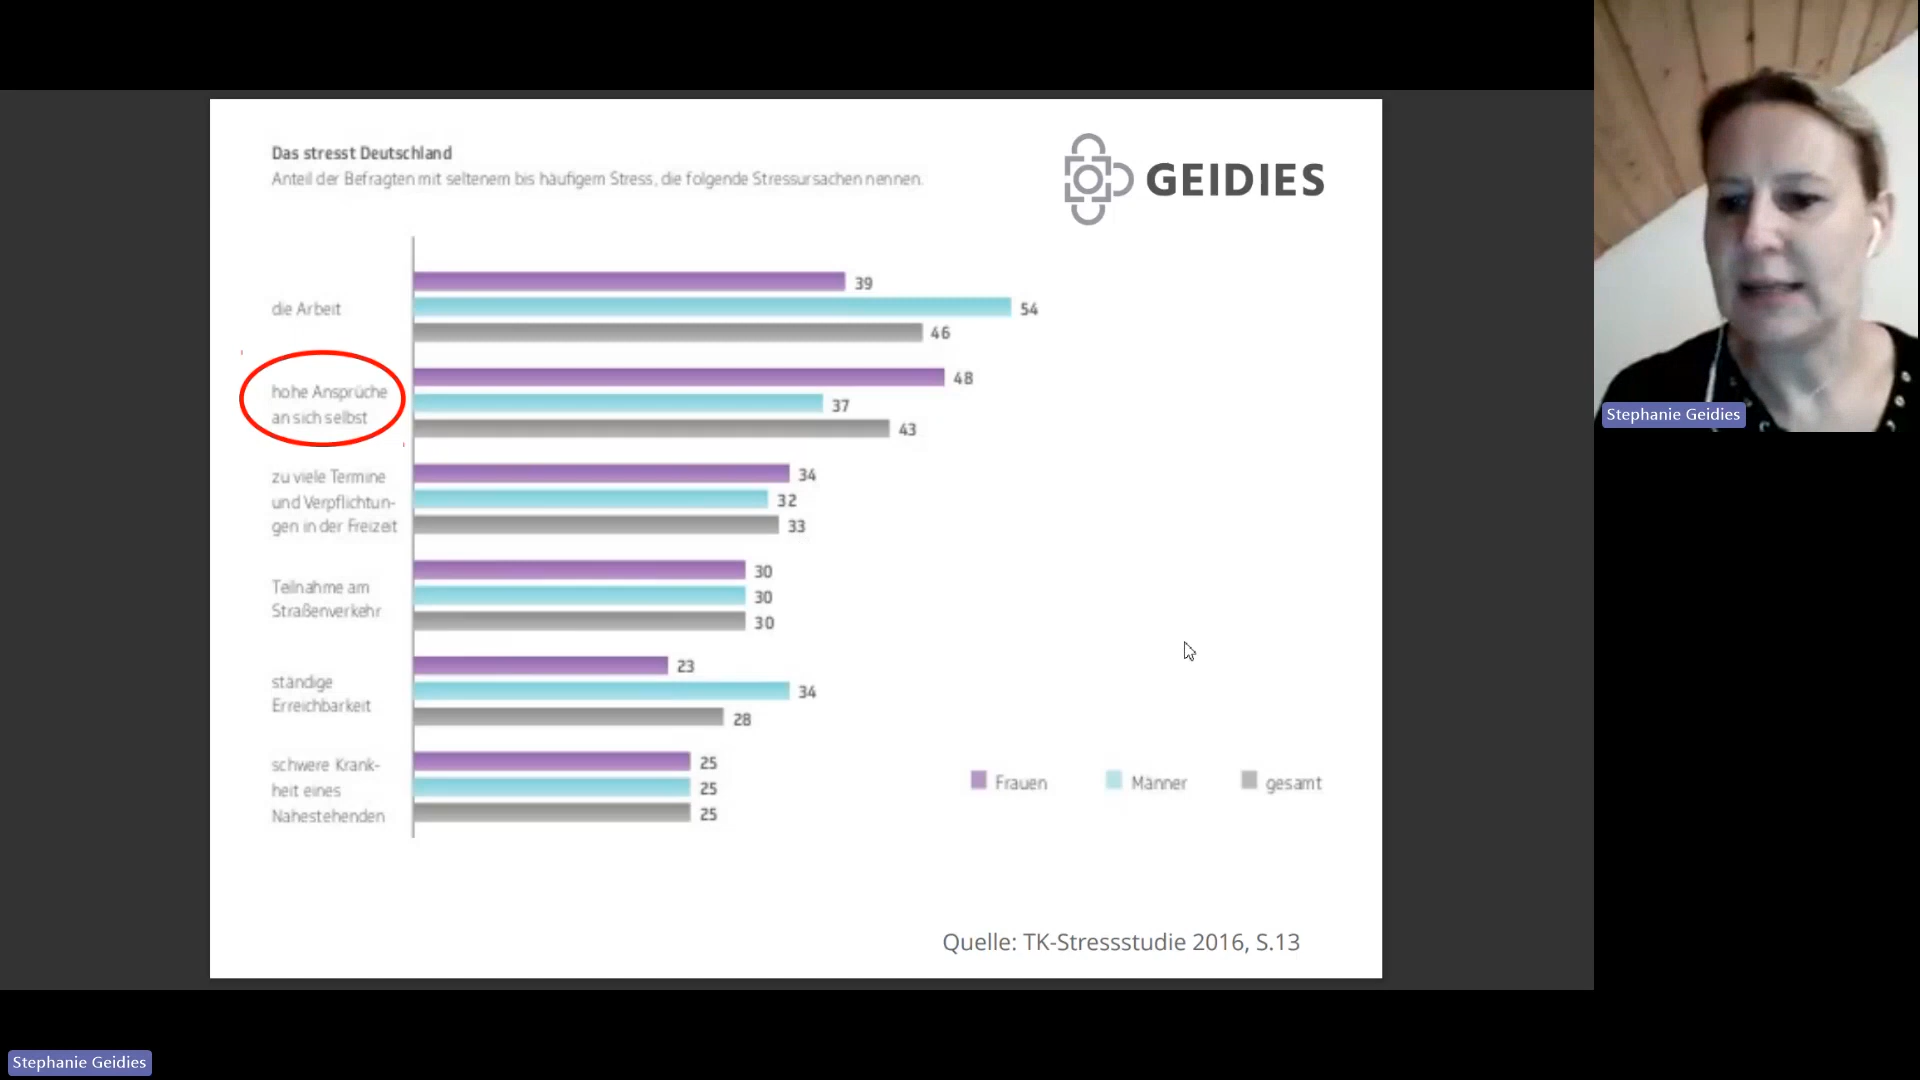 Das stresst Deutschland
Anteil der Befragten mit seltenem bis häufigem Stress, die folgende Stressursachen nennen.
GEIDIES
die Arbeit
39
54
46
hohe Ansprüche
an sich selbst
48
37
43
zu viele Termine
und Verpflichtun-
gen in der Freizeit
34
32
33
Teilnahme am
Straßenverkehr
30
30
30
ständige
Erreichbarkeit
23
34
28
schwere Krank-
heit eines
Nahestehenden
25
25
25
Frauen
Männer
gesamt
Quelle: TK-Stressstudie 2016, S.13
Stephanie Geidies
Stephanie Geidies